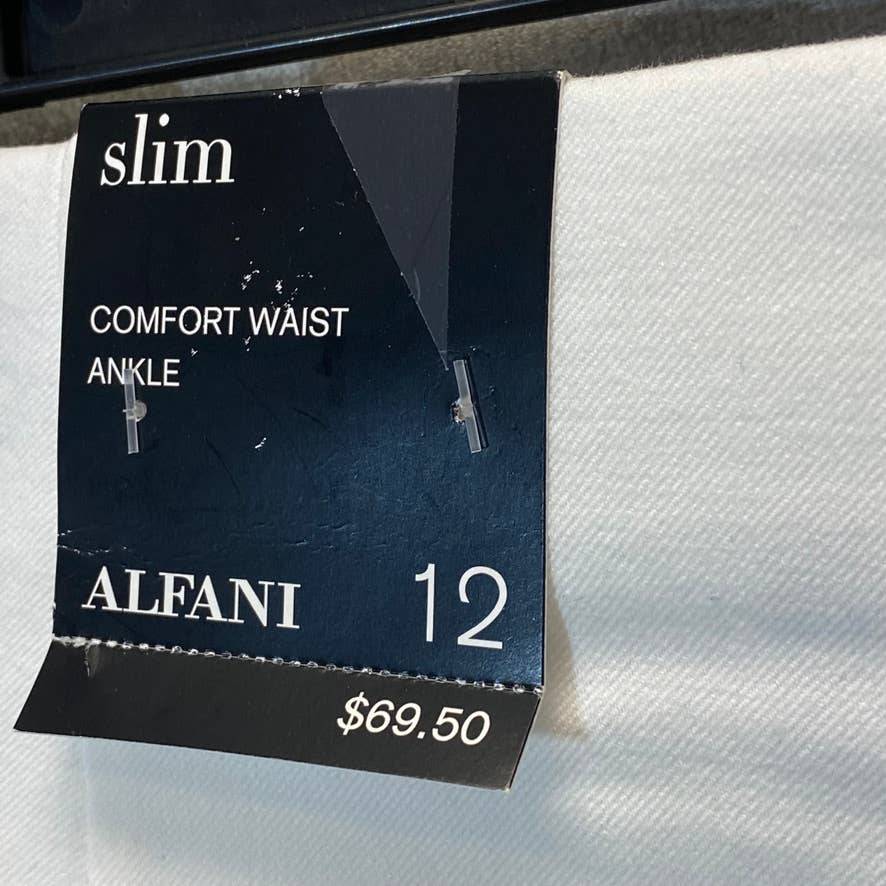 slim
COMFORT WAIST
ANKLE
ALFANI 12
$69.50